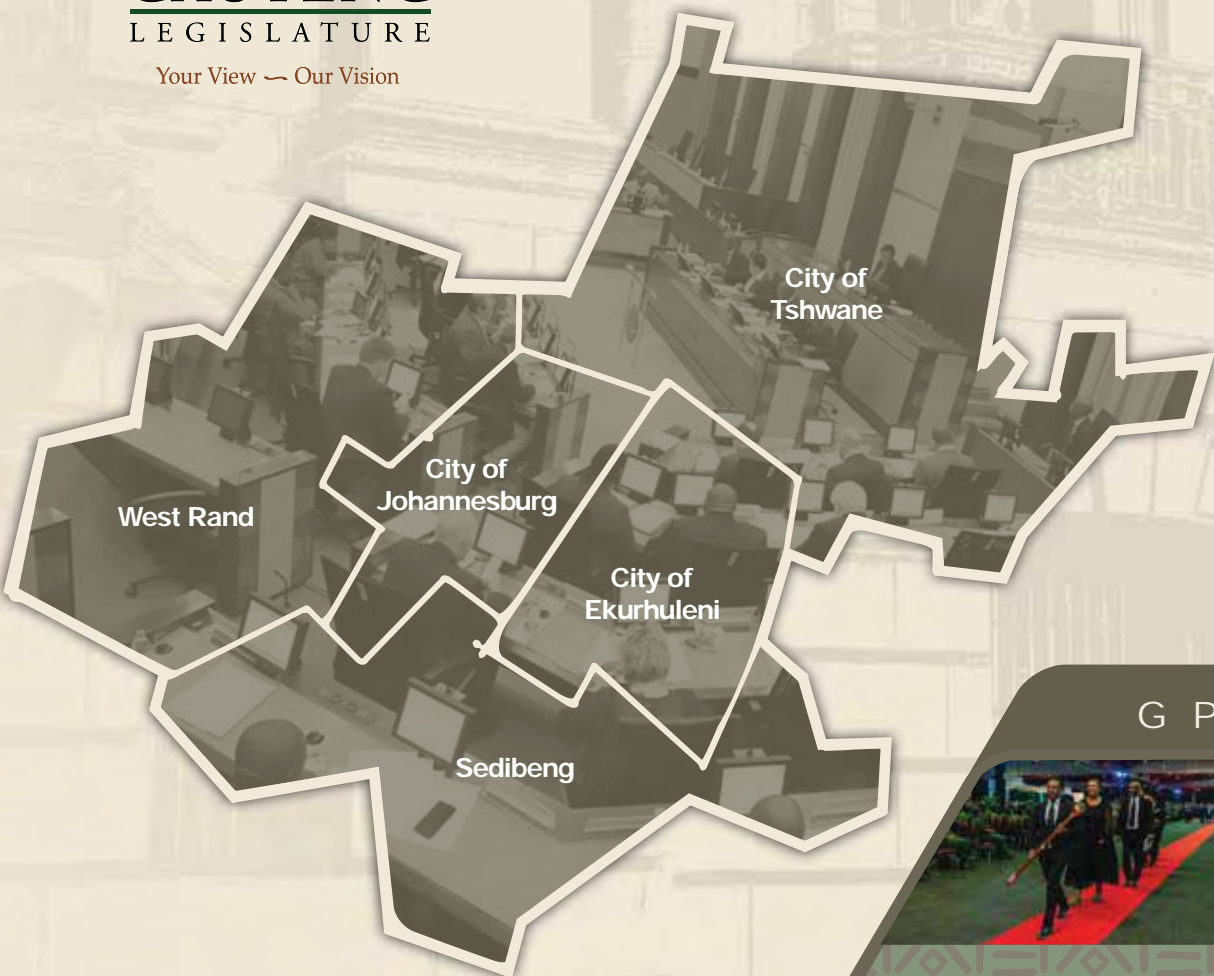 LEGISLATURE
Your View — Our Vision
City of
Tshwane
City of
Johannesburg
West Rand
City of
Ekurhuleni
Sedibeng
G P